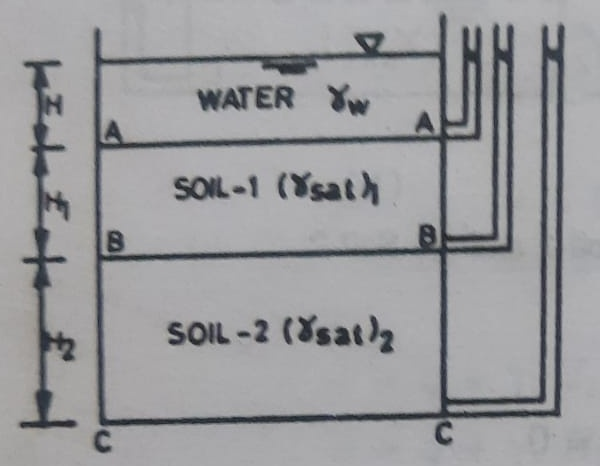 H
WATER γw
A
A
H1
SOIL-1 (γsat)1
B
B
H2
SOIL-2 (γsat)2
C
C